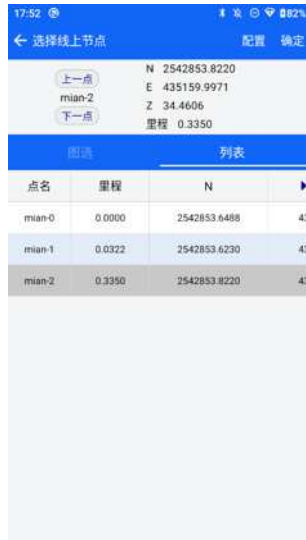 17:52 82%
选择线上节点 配置 确定
上一点
mian-2
下一点
N 2542853.8220
E 435159.9971
Z 34.4606
里程 0.3350
图选 列表
点名 里程 N
mian-0 0.0000 2542853.6488 43
mian-1 0.0322 2542853.6230 43
mian-2 0.3350 2542853.8220 43